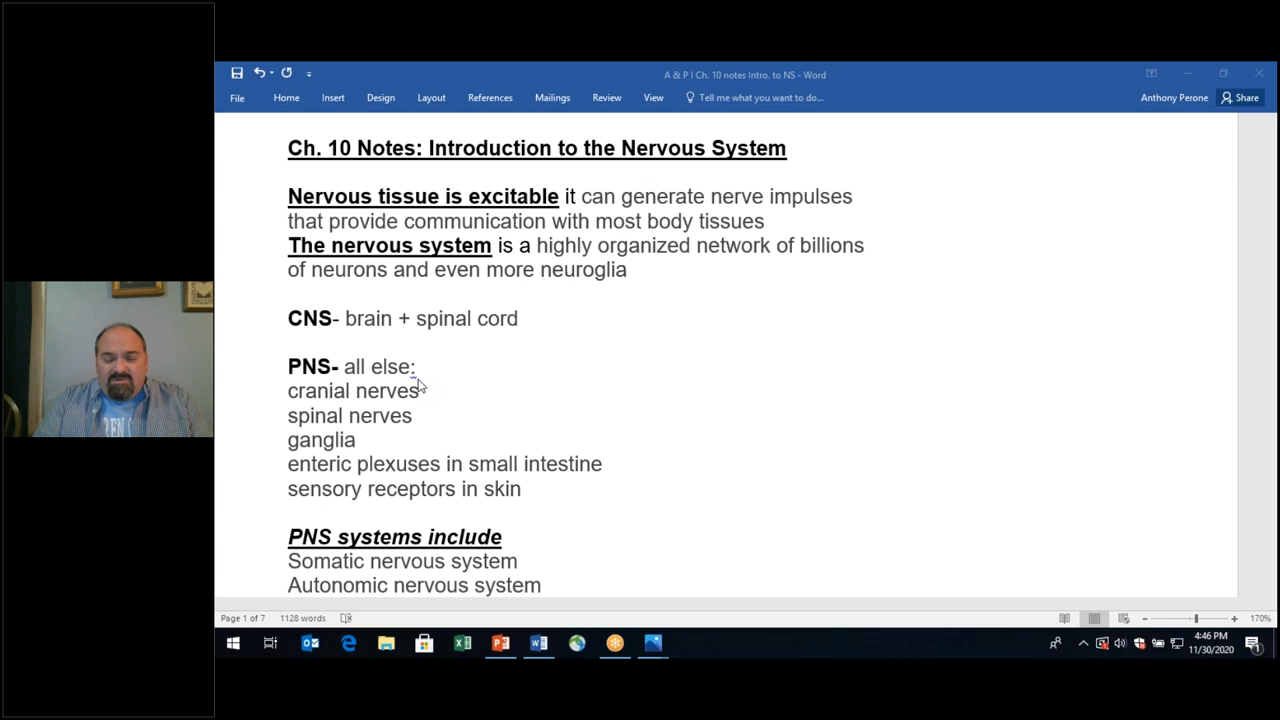 A & P I Ch. 10 notes Intro. to NS - Word
File Home Insert Design Layout References Mailings Review View Tell me what you want to do... Anthony Perone Share
Ch. 10 Notes: Introduction to the Nervous System
Nervous tissue is excitable it can generate nerve impulses
that provide communication with most body tissues
The nervous system is a highly organized network of billions
of neurons and even more neuroglia
CNS- brain + spinal cord
PNS- all else:
cranial nerves
spinal nerves
ganglia
enteric plexuses in small intestine
sensory receptors in skin
PNS systems include
Somatic nervous system
Autonomic nervous system
Page 1 of 7 1128 words 170%
4:46 PM
11/30/2020